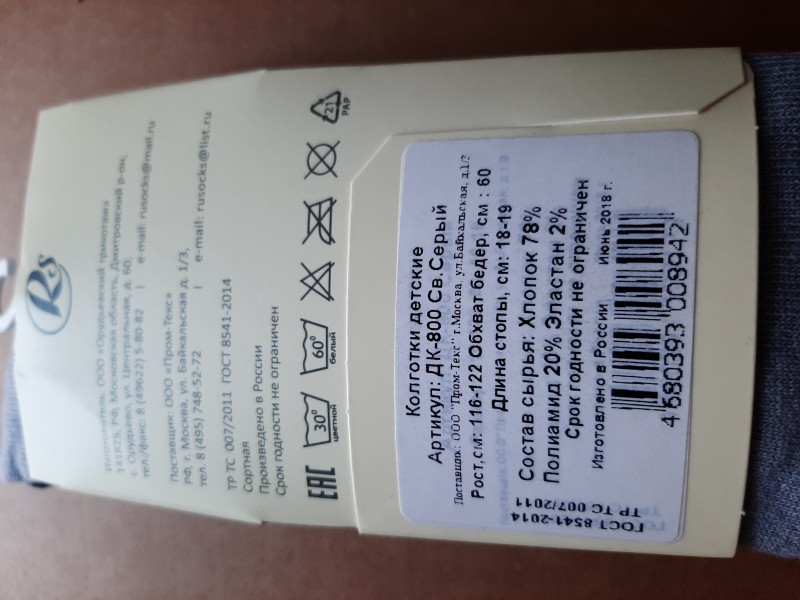 Rs
Изготовитель: ООО «Орудьевский трикотаж»
141825, РФ, Московская область, Дмитровский р-он,
с. Орудьево, ул. Центральная, д. 60,
тел./факс: 8 (49622) 5-80-82 | e-mail: rusocks@mail.ru
Поставщик: ООО «Пром-Текс»
РФ, г. Москва, ул. Байкальская д. 1/3,
тел. 8 (495) 748-52-72 | e-mail: rusocks@list.ru
ТР ТС 007/2011 ГОСТ 8541-2014
Сортная
Произведено в России
Срок годности не ограничен
EAC
30°
цветной
60°
белый
21
PAP
Колготки детские
Артикул: ДК-800 Св.Серый
Поставщик: ООО "Пром-Текс" г.Москва, ул.Байкальская, д.1/3
Рост,см: 116-122 Обхват бедер, см : 60
Длина стопы, см: 18-19
Состав сырья: Хлопок 78%
Полиамид 20% Эластан 2%
Срок годности не ограничен
Изготовлено в России Июнь 2018 г.
4 680393 008942
ГОСТ 8541-2014
ТР ТС 007/2011